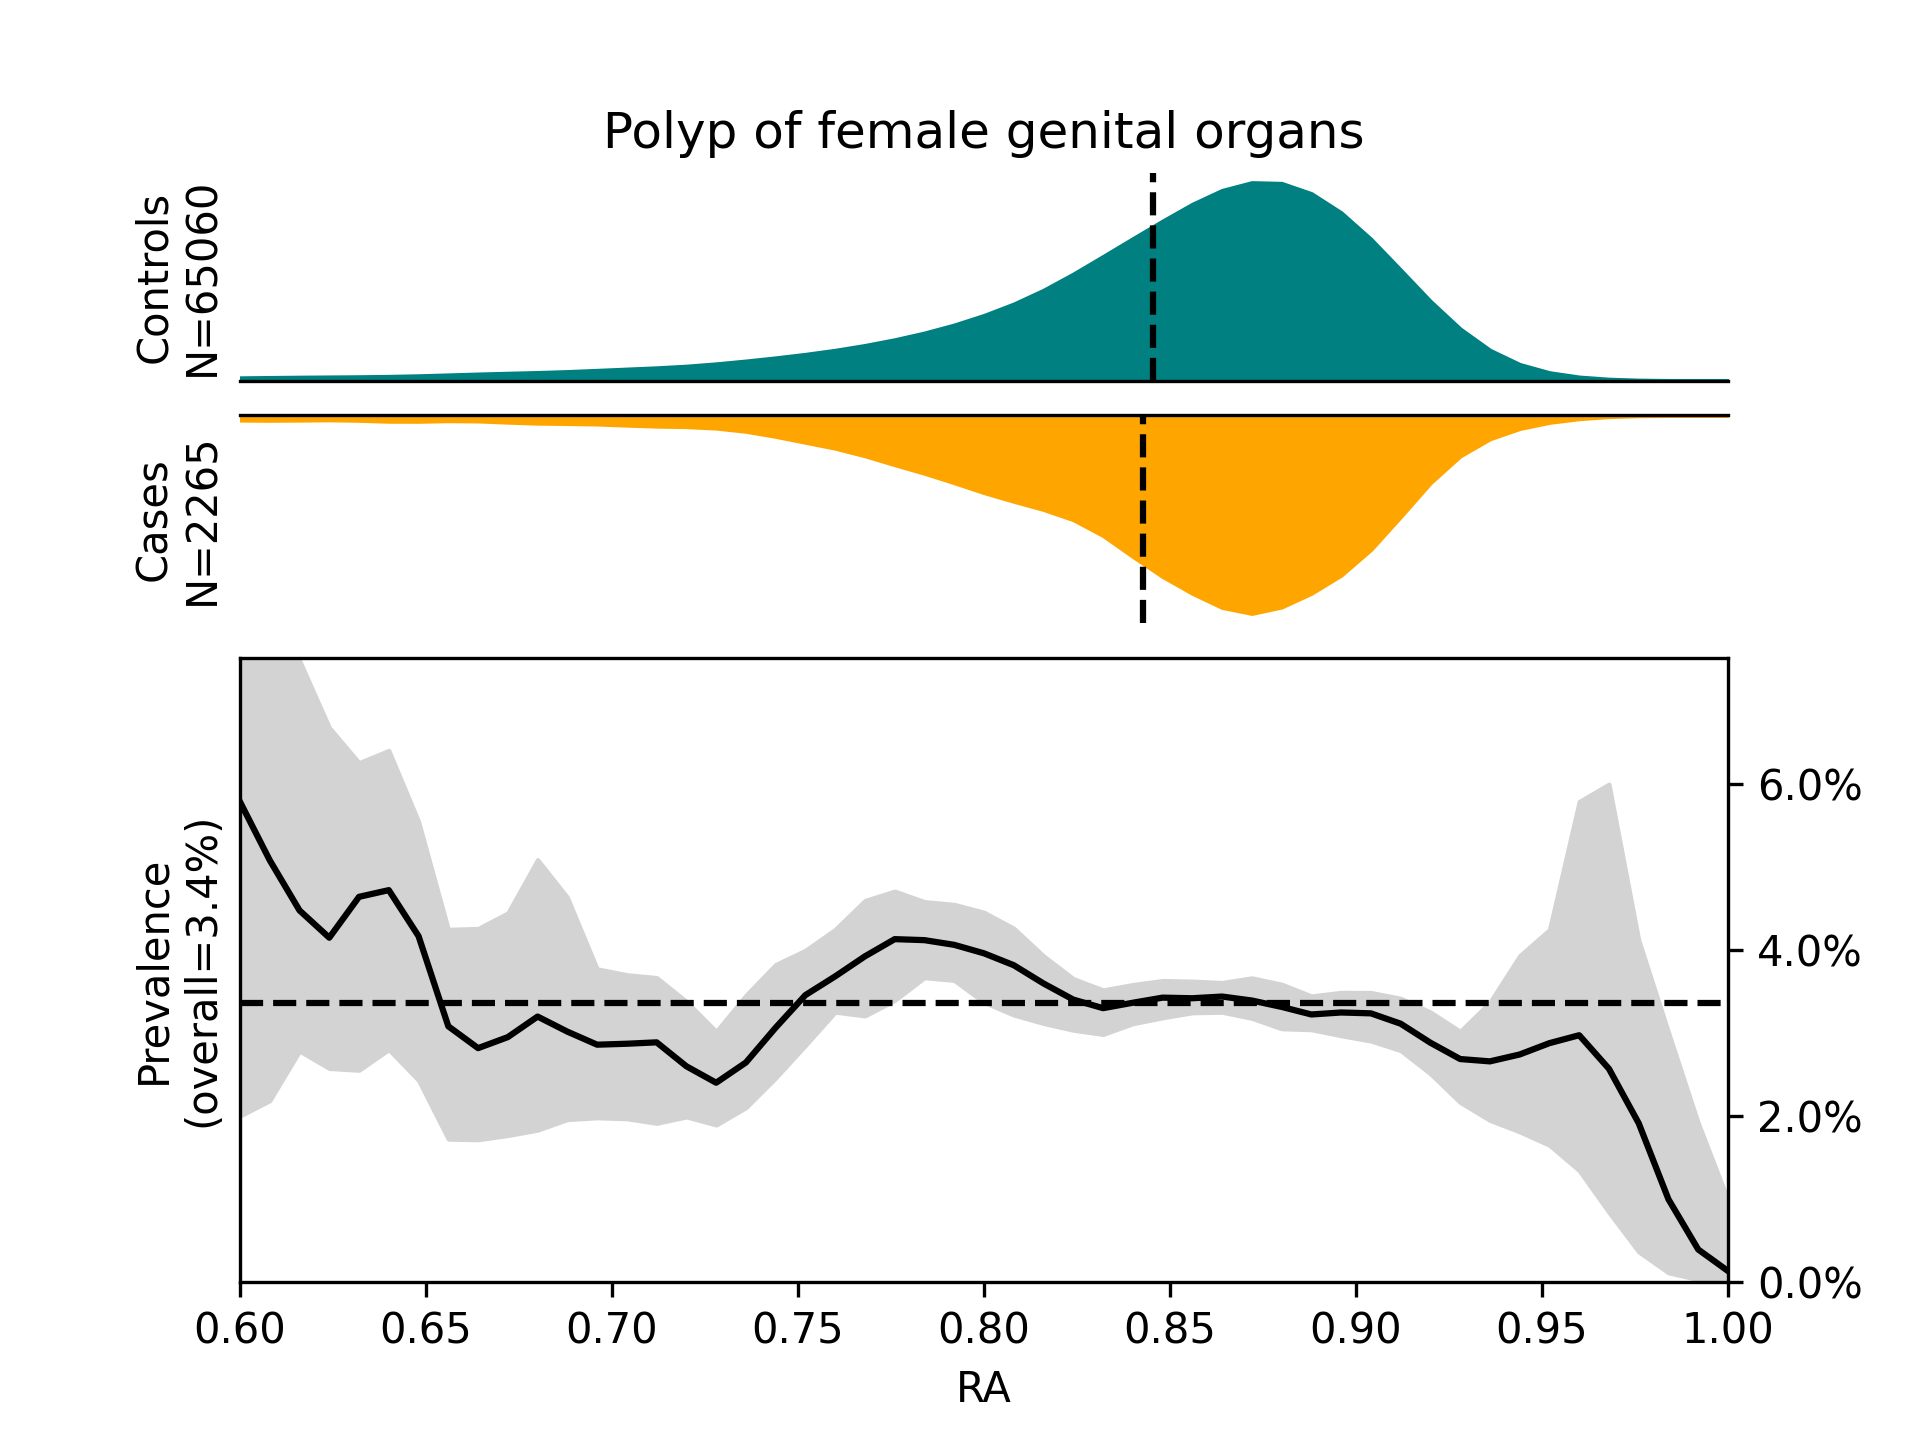 Polyp of female genital organs
Controls
N=65060
Cases
N=2265
Prevalence
(overall=3.4%)
6.0%
4.0%
2.0%
0.0%
0.60 0.65 0.70 0.75 0.80 0.85 0.90 0.95 1.00
RA